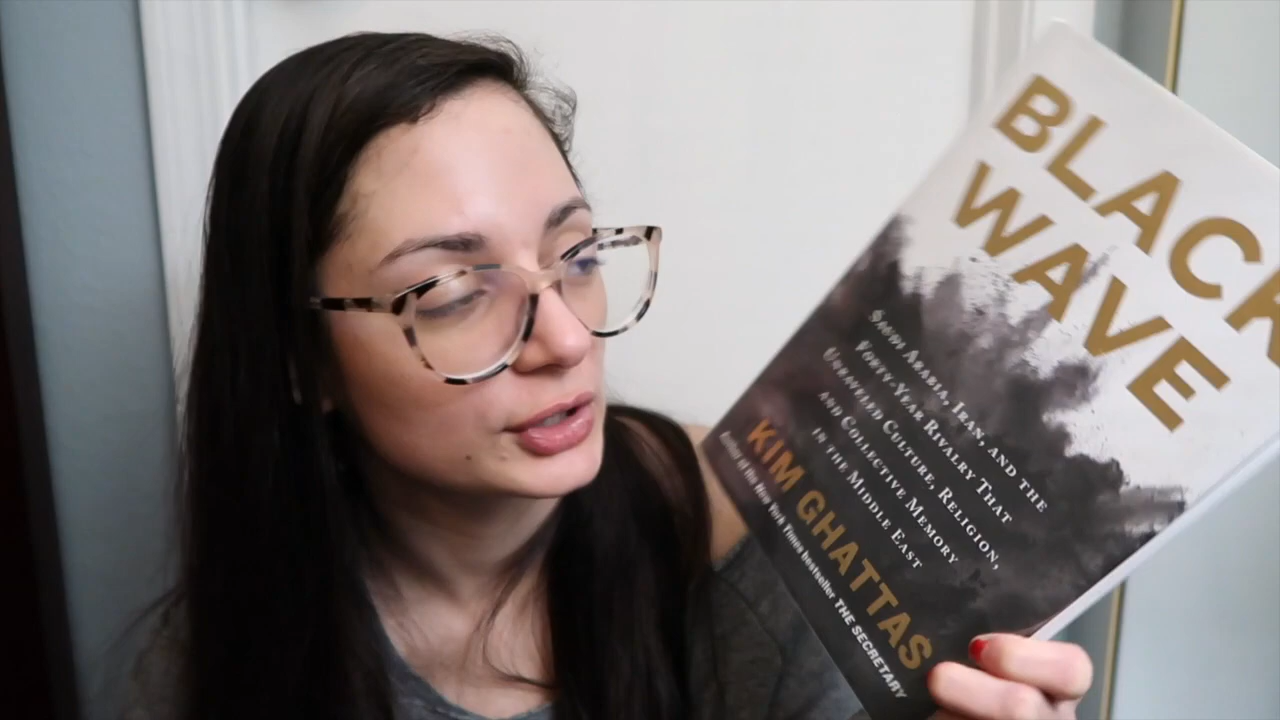 BLACK
WAVE
SAUDI ARABIA, IRAN, AND THE
FORTY-YEAR RIVALRY THAT
UNRAVELED CULTURE, RELIGION,
AND COLLECTIVE MEMORY
IN THE MIDDLE EAST
KIM GHATTAS
Author of the New York Times bestseller THE SECRETARY